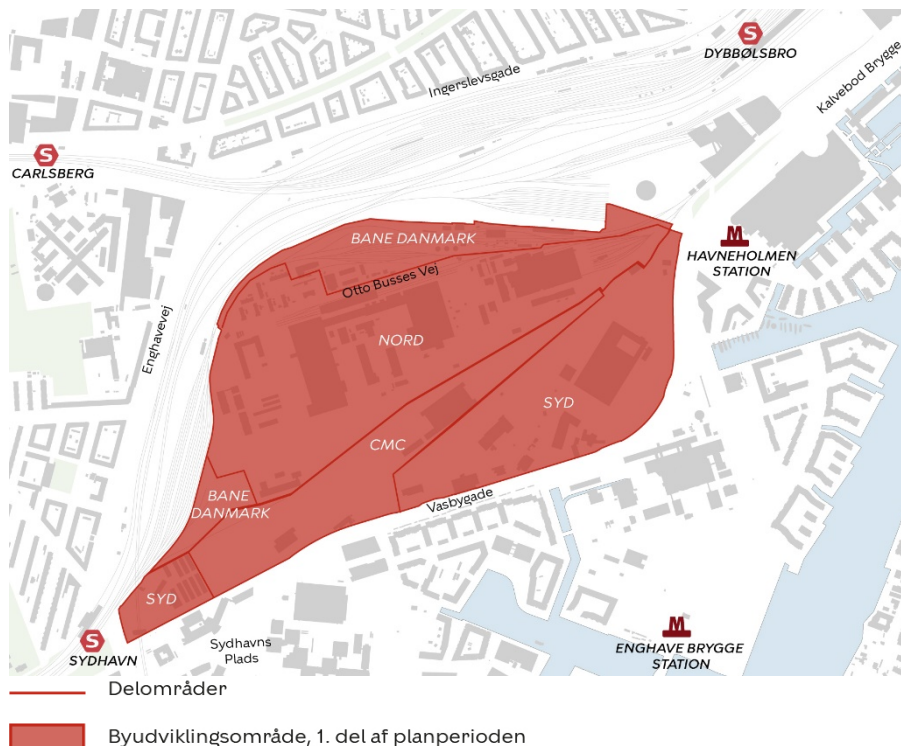 S
DYBBØLSBRO
Ingerslevsgade
Kalvebod Brygge
S
CARLSBERG
BANE DANMARK
M
HAVNEHOLMEN
STATION
Otto Busses Vej
Enghavevej
NORD
SYD
CMC
BANE
DANMARK
Vasbygade
SYD
S
SYDHAVN
Sydhavns
Plads
M
ENGHAVE BRYGGE
STATION
Delområder
Byudviklingsområde, 1. del af planperioden